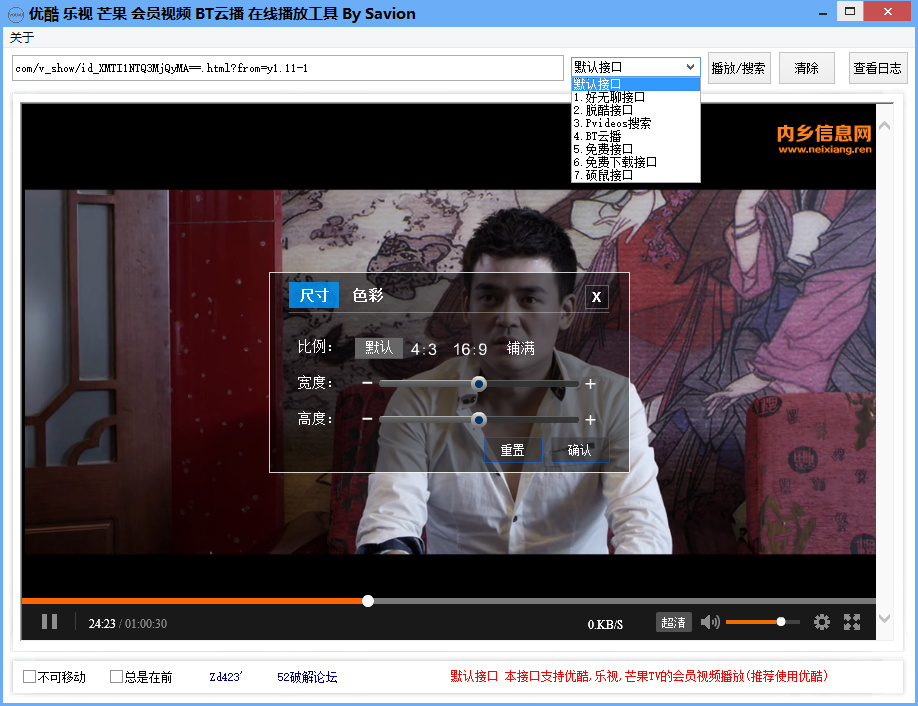 优酷 乐视 芒果 会员视频 BT云播 在线播放工具 By Savion
关于
com/v_show/id_XMTI1NTQ3MjQyMA==.html?from=y1.11-1
默认接口
播放/搜索
清除
查看日志
默认接口
1.好无聊接口
2.脱酷接口
3.Pvideos搜索
4.BT云播
5.免费接口
6.免费下载接口
7.硕鼠接口
内乡信息网
www.neixiang.ren
尺寸 色彩 X
比例: 默认 4:3 16:9 铺满
宽度: − +
高度: − +
重置 确认
24:23 / 01:00:30
0.KB/S
超清
不可移动 总是在前 Zd423′ 52破解论坛
默认接口 本接口支持优酷,乐视,芒果TV的会员视频播放(推荐使用优酷)